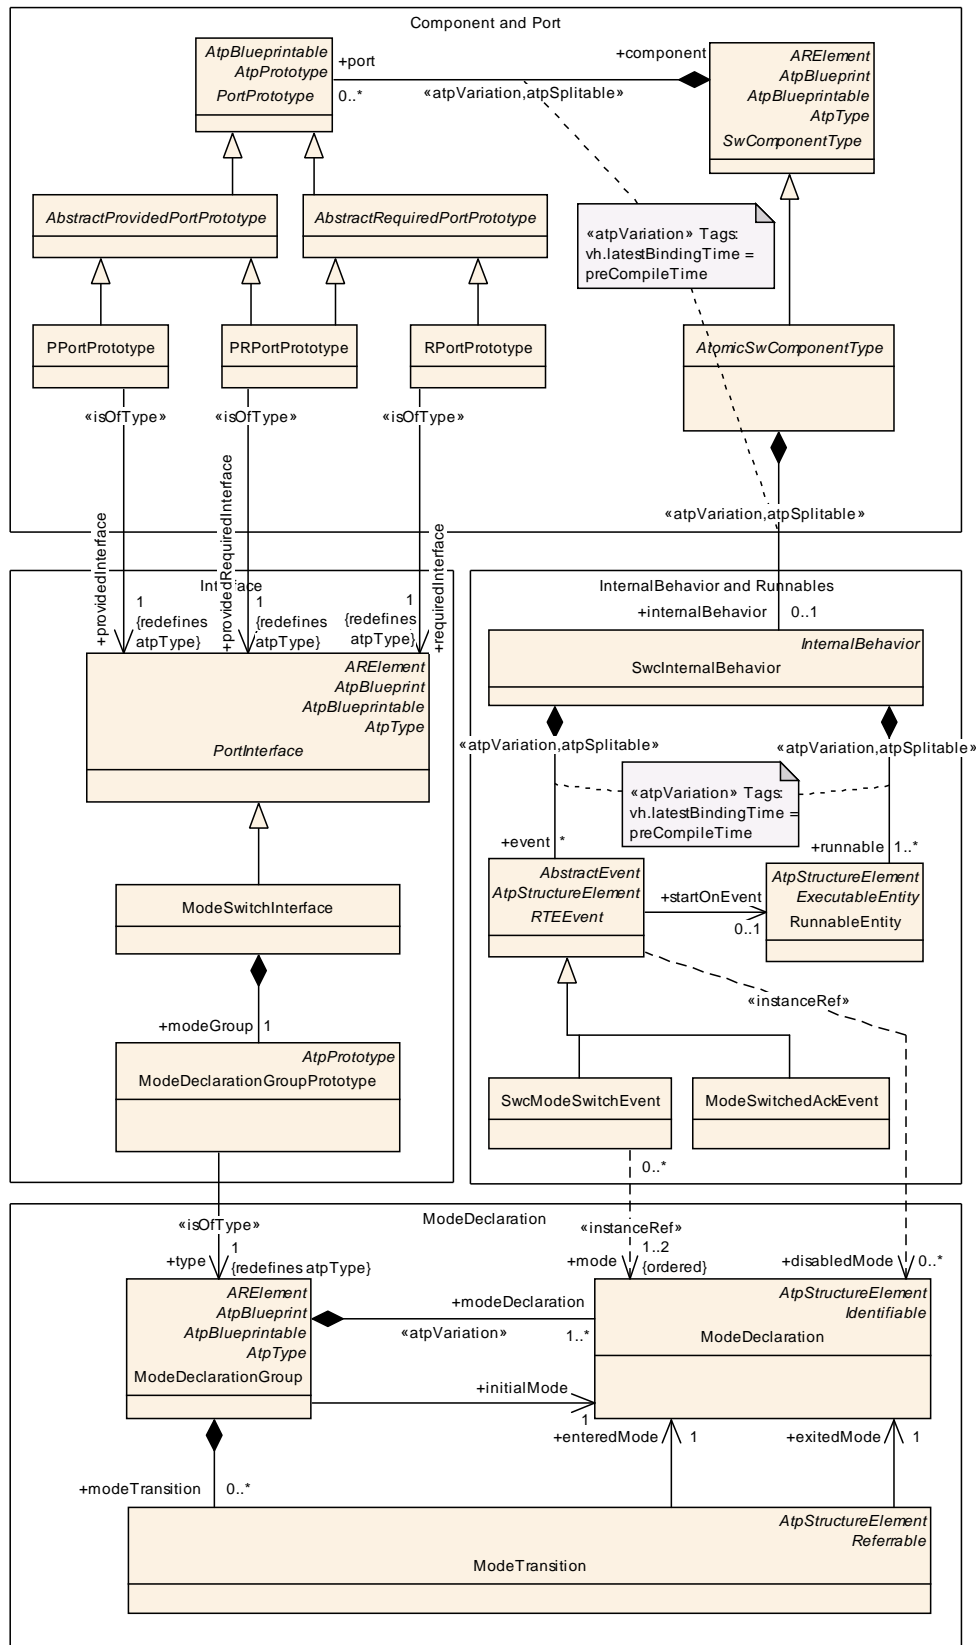 Component and Port
AtpBlueprintable
AtpPrototype
PortPrototype
+port
0..*
+component
«atpVariation,atpSplitable»
ARElement
AtpBlueprint
AtpBlueprintable
AtpType
SwComponentType
AbstractProvidedPortPrototype
AbstractRequiredPortPrototype
«atpVariation» Tags:
vh.latestBindingTime =
preCompileTime
PPortPrototype
PRPortPrototype
RPortPrototype
AtomicSwComponentType
«isOfType»
«isOfType»
«isOfType»
«atpVariation,atpSplitable»
+providedInterface
+providedRequiredInterface
+requiredInterface
Interface
1
{redefines
atpType}
1
{redefines
atpType}
1
{redefines
atpType}
ARElement
AtpBlueprint
AtpBlueprintable
AtpType
PortInterface
ModeSwitchInterface
+modeGroup
1
AtpPrototype
ModeDeclarationGroupPrototype
InternalBehavior and Runnables
+internalBehavior
0..1
InternalBehavior
SwcInternalBehavior
«atpVariation,atpSplitable»
«atpVariation,atpSplitable»
«atpVariation» Tags:
vh.latestBindingTime =
preCompileTime
+event
*
+runnable
1..*
AbstractEvent
AtpStructureElement
RTEEvent
+startOnEvent
0..1
AtpStructureElement
ExecutableEntity
RunnableEntity
«instanceRef»
SwcModeSwitchEvent
ModeSwitchedAckEvent
0..*
ModeDeclaration
«isOfType»
+type
1
{redefines atpType}
«instanceRef»
+mode
1..2
{ordered}
+disabledMode
0..*
ARElement
AtpBlueprint
AtpBlueprintable
AtpType
ModeDeclarationGroup
+modeDeclaration
«atpVariation»
1..*
AtpStructureElement
Identifiable
ModeDeclaration
+initialMode
1
+enteredMode
1
+exitedMode
1
+modeTransition
0..*
AtpStructureElement
Referrable
ModeTransition